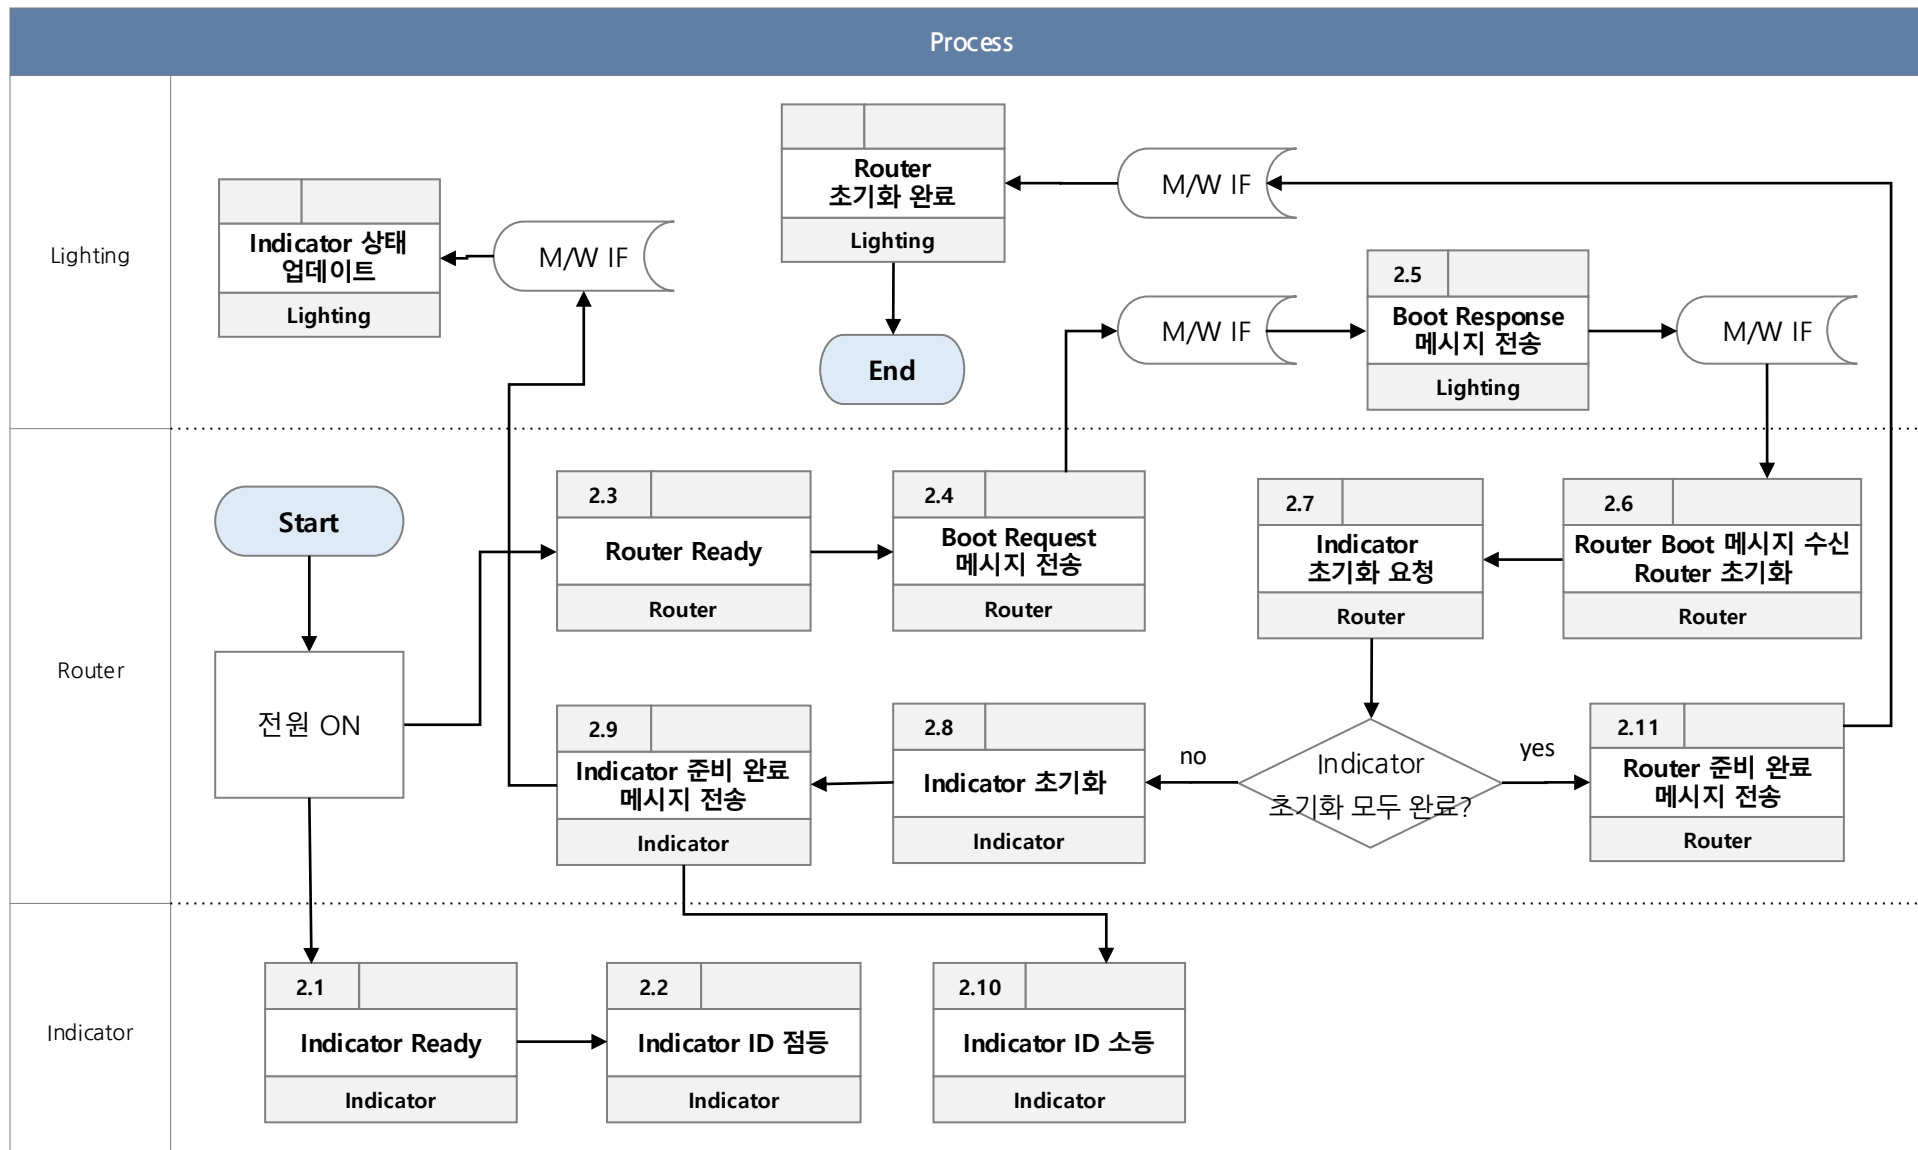 Process
Lighting
Router
초기화 완료
Lighting
M/W IF
Indicator 상태
업데이트
Lighting
M/W IF
End
M/W IF
2.5
Boot Response
메시지 전송
Lighting
M/W IF
Router
Start
전원 ON
2.3
Router Ready
Router
2.4
Boot Request
메시지 전송
Router
2.7
Indicator
초기화 요청
Router
2.6
Router Boot 메시지 수신
Router 초기화
Router
2.9
Indicator 준비 완료
메시지 전송
Indicator
2.8
Indicator 초기화
Indicator
no
Indicator
초기화 모두 완료?
yes
2.11
Router 준비 완료
메시지 전송
Router
Indicator
2.1
Indicator Ready
Indicator
2.2
Indicator ID 점등
Indicator
2.10
Indicator ID 소등
Indicator